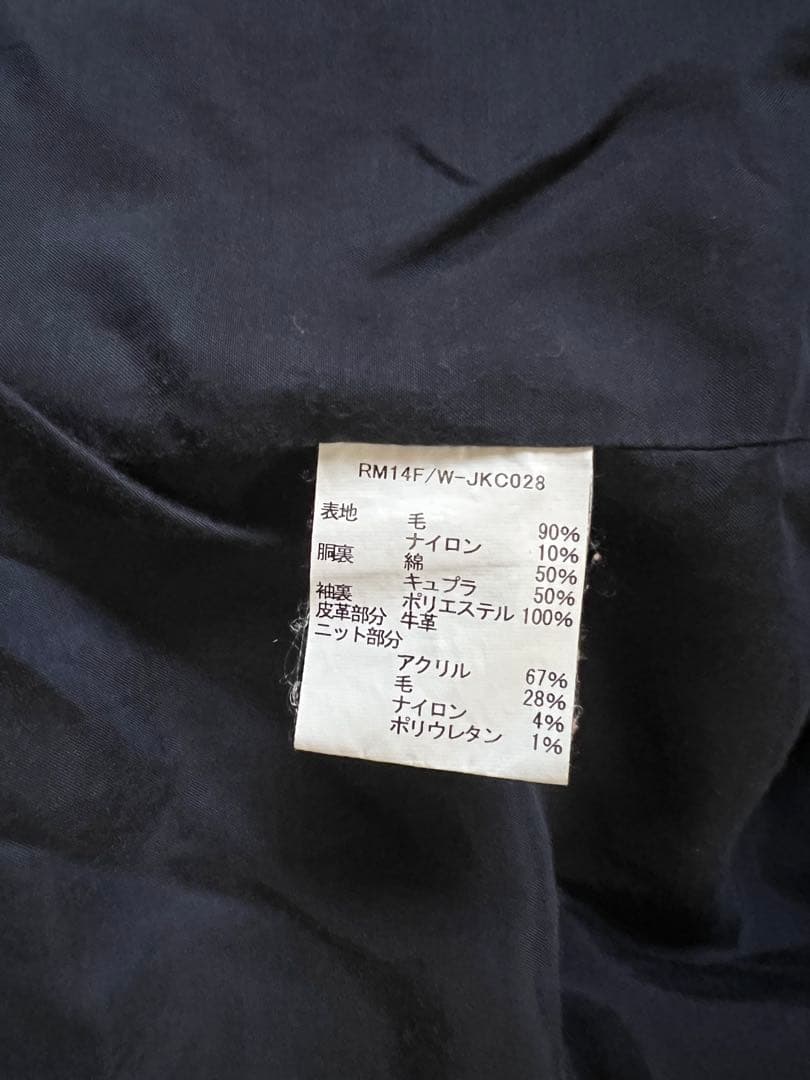 RM14F/W-JKC028
表地 毛 90%
ナイロン 10%
胴裏 綿 50%
キュプラ 50%
袖裏 ポリエステル 100%
皮革部分 牛革
ニット部分
アクリル 67%
毛 28%
ナイロン 4%
ポリウレタン 1%